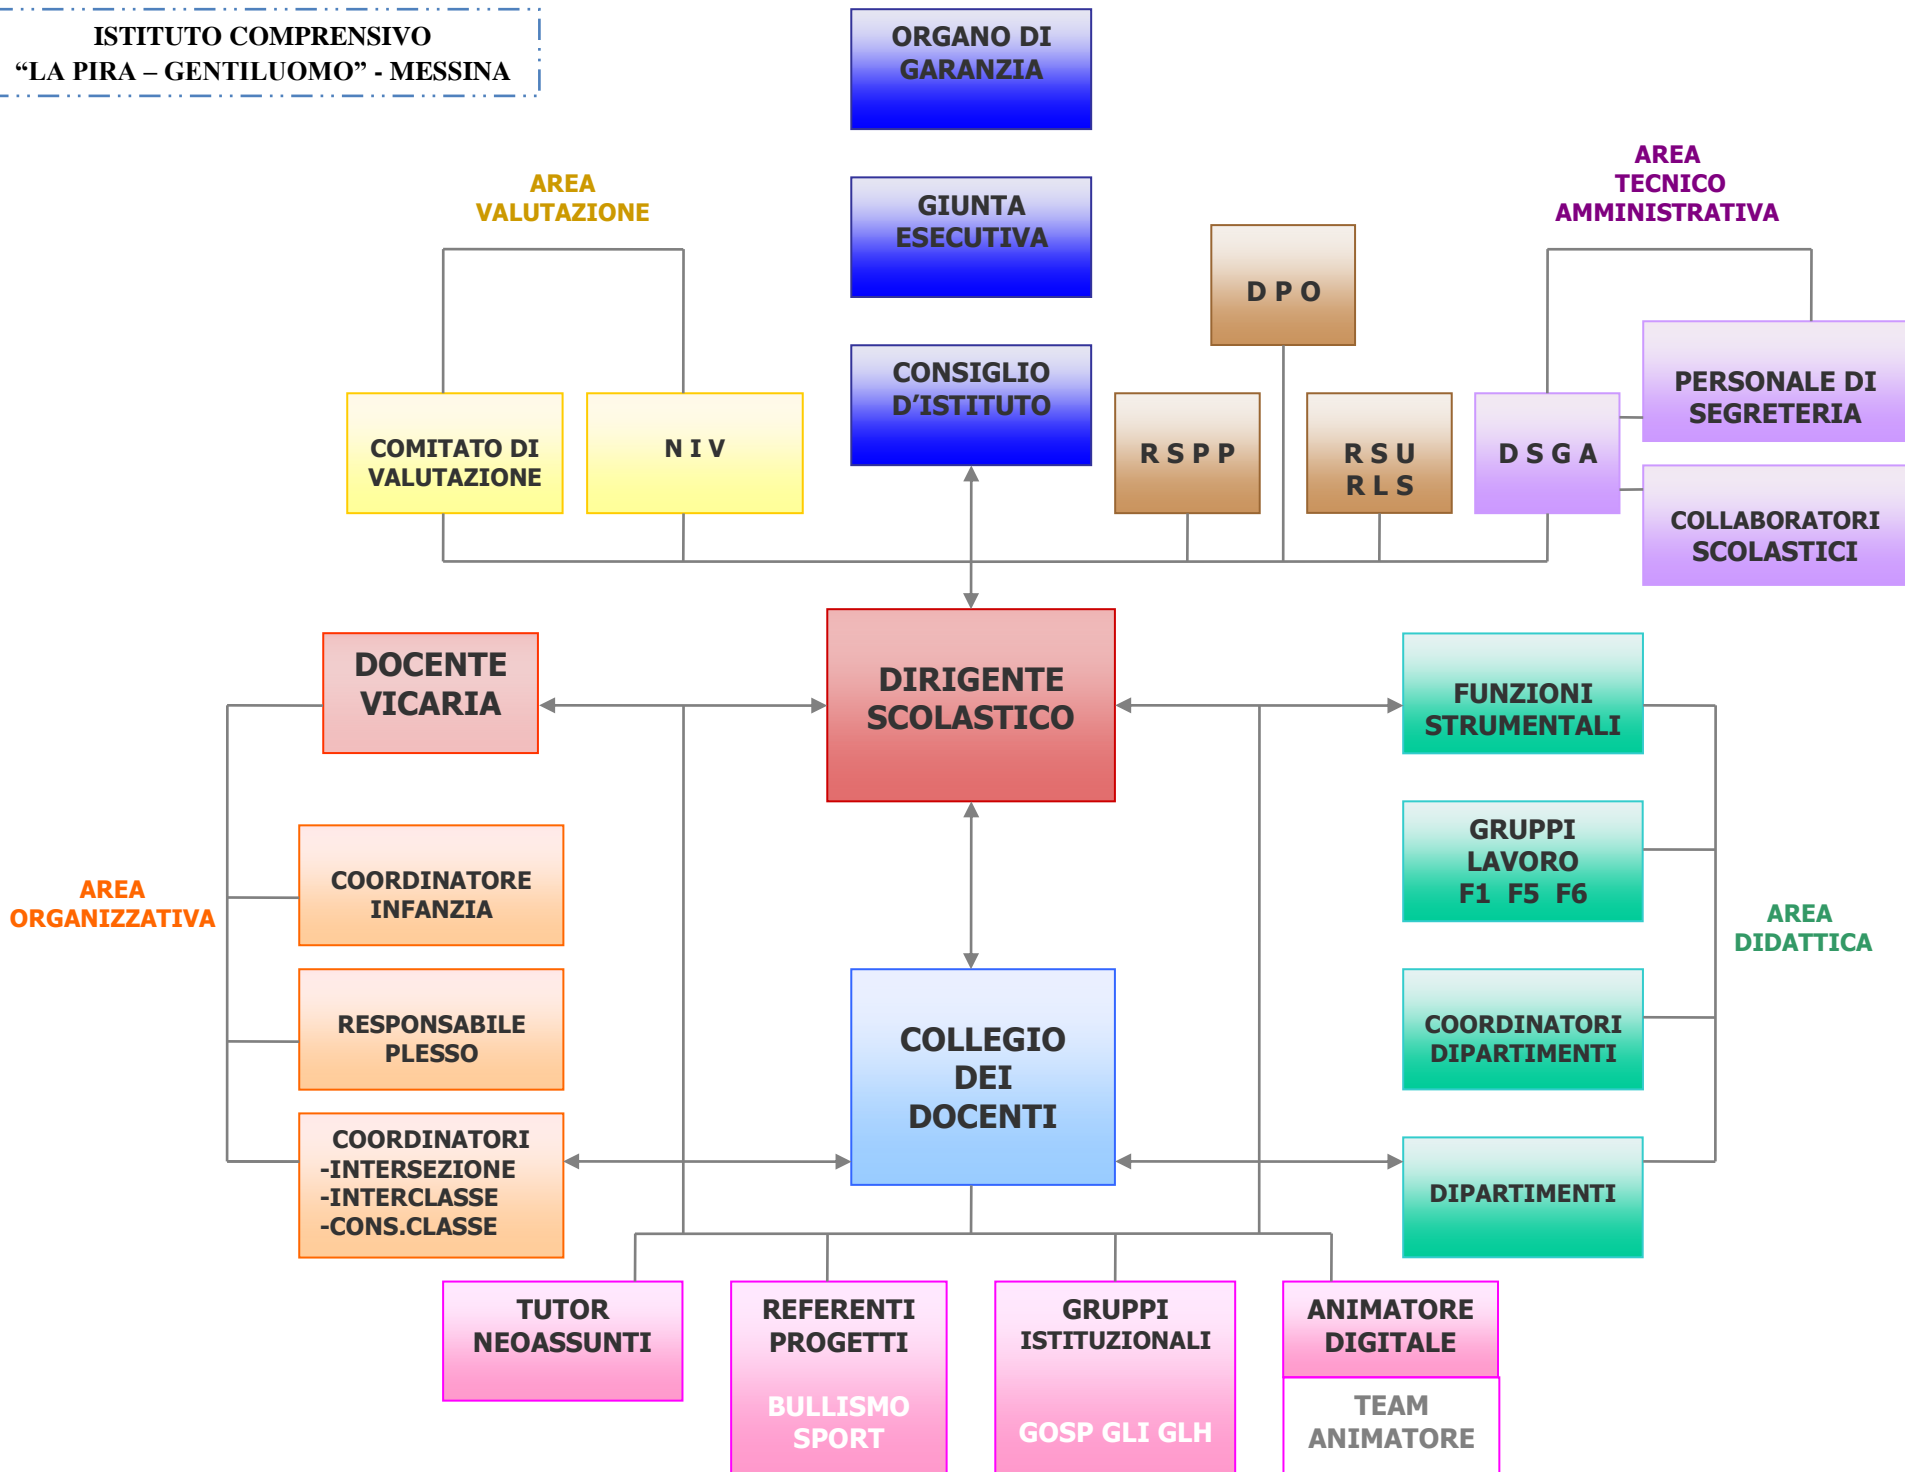 ISTITUTO COMPRENSIVO
“LA PIRA – GENTILUOMO” - MESSINA
ORGANO DI
GARANZIA
AREA
VALUTAZIONE
GIUNTA
ESECUTIVA
AREA
TECNICO
AMMINISTRATIVA
D P O
CONSIGLIO
D’ISTITUTO
COMITATO DI
VALUTAZIONE
N I V
R S P P
R S U
R L S
D S G A
PERSONALE DI
SEGRETERIA
COLLABORATORI
SCOLASTICI
DOCENTE
VICARIA
DIRIGENTE
SCOLASTICO
FUNZIONI
STRUMENTALI
AREA
ORGANIZZATIVA
COORDINATORE
INFANZIA
GRUPPI
LAVORO
F1 F5 F6
AREA
DIDATTICA
RESPONSABILE
PLESSO
COLLEGIO
DEI
DOCENTI
COORDINATORI
DIPARTIMENTI
COORDINATORI
-INTERSEZIONE
-INTERCLASSE
-CONS.CLASSE
DIPARTIMENTI
TUTOR
NEOASSUNTI
REFERENTI
PROGETTI
BULLISMO
SPORT
GRUPPI
ISTITUZIONALI
GOSP GLI GLH
ANIMATORE
DIGITALE
TEAM
ANIMATORE